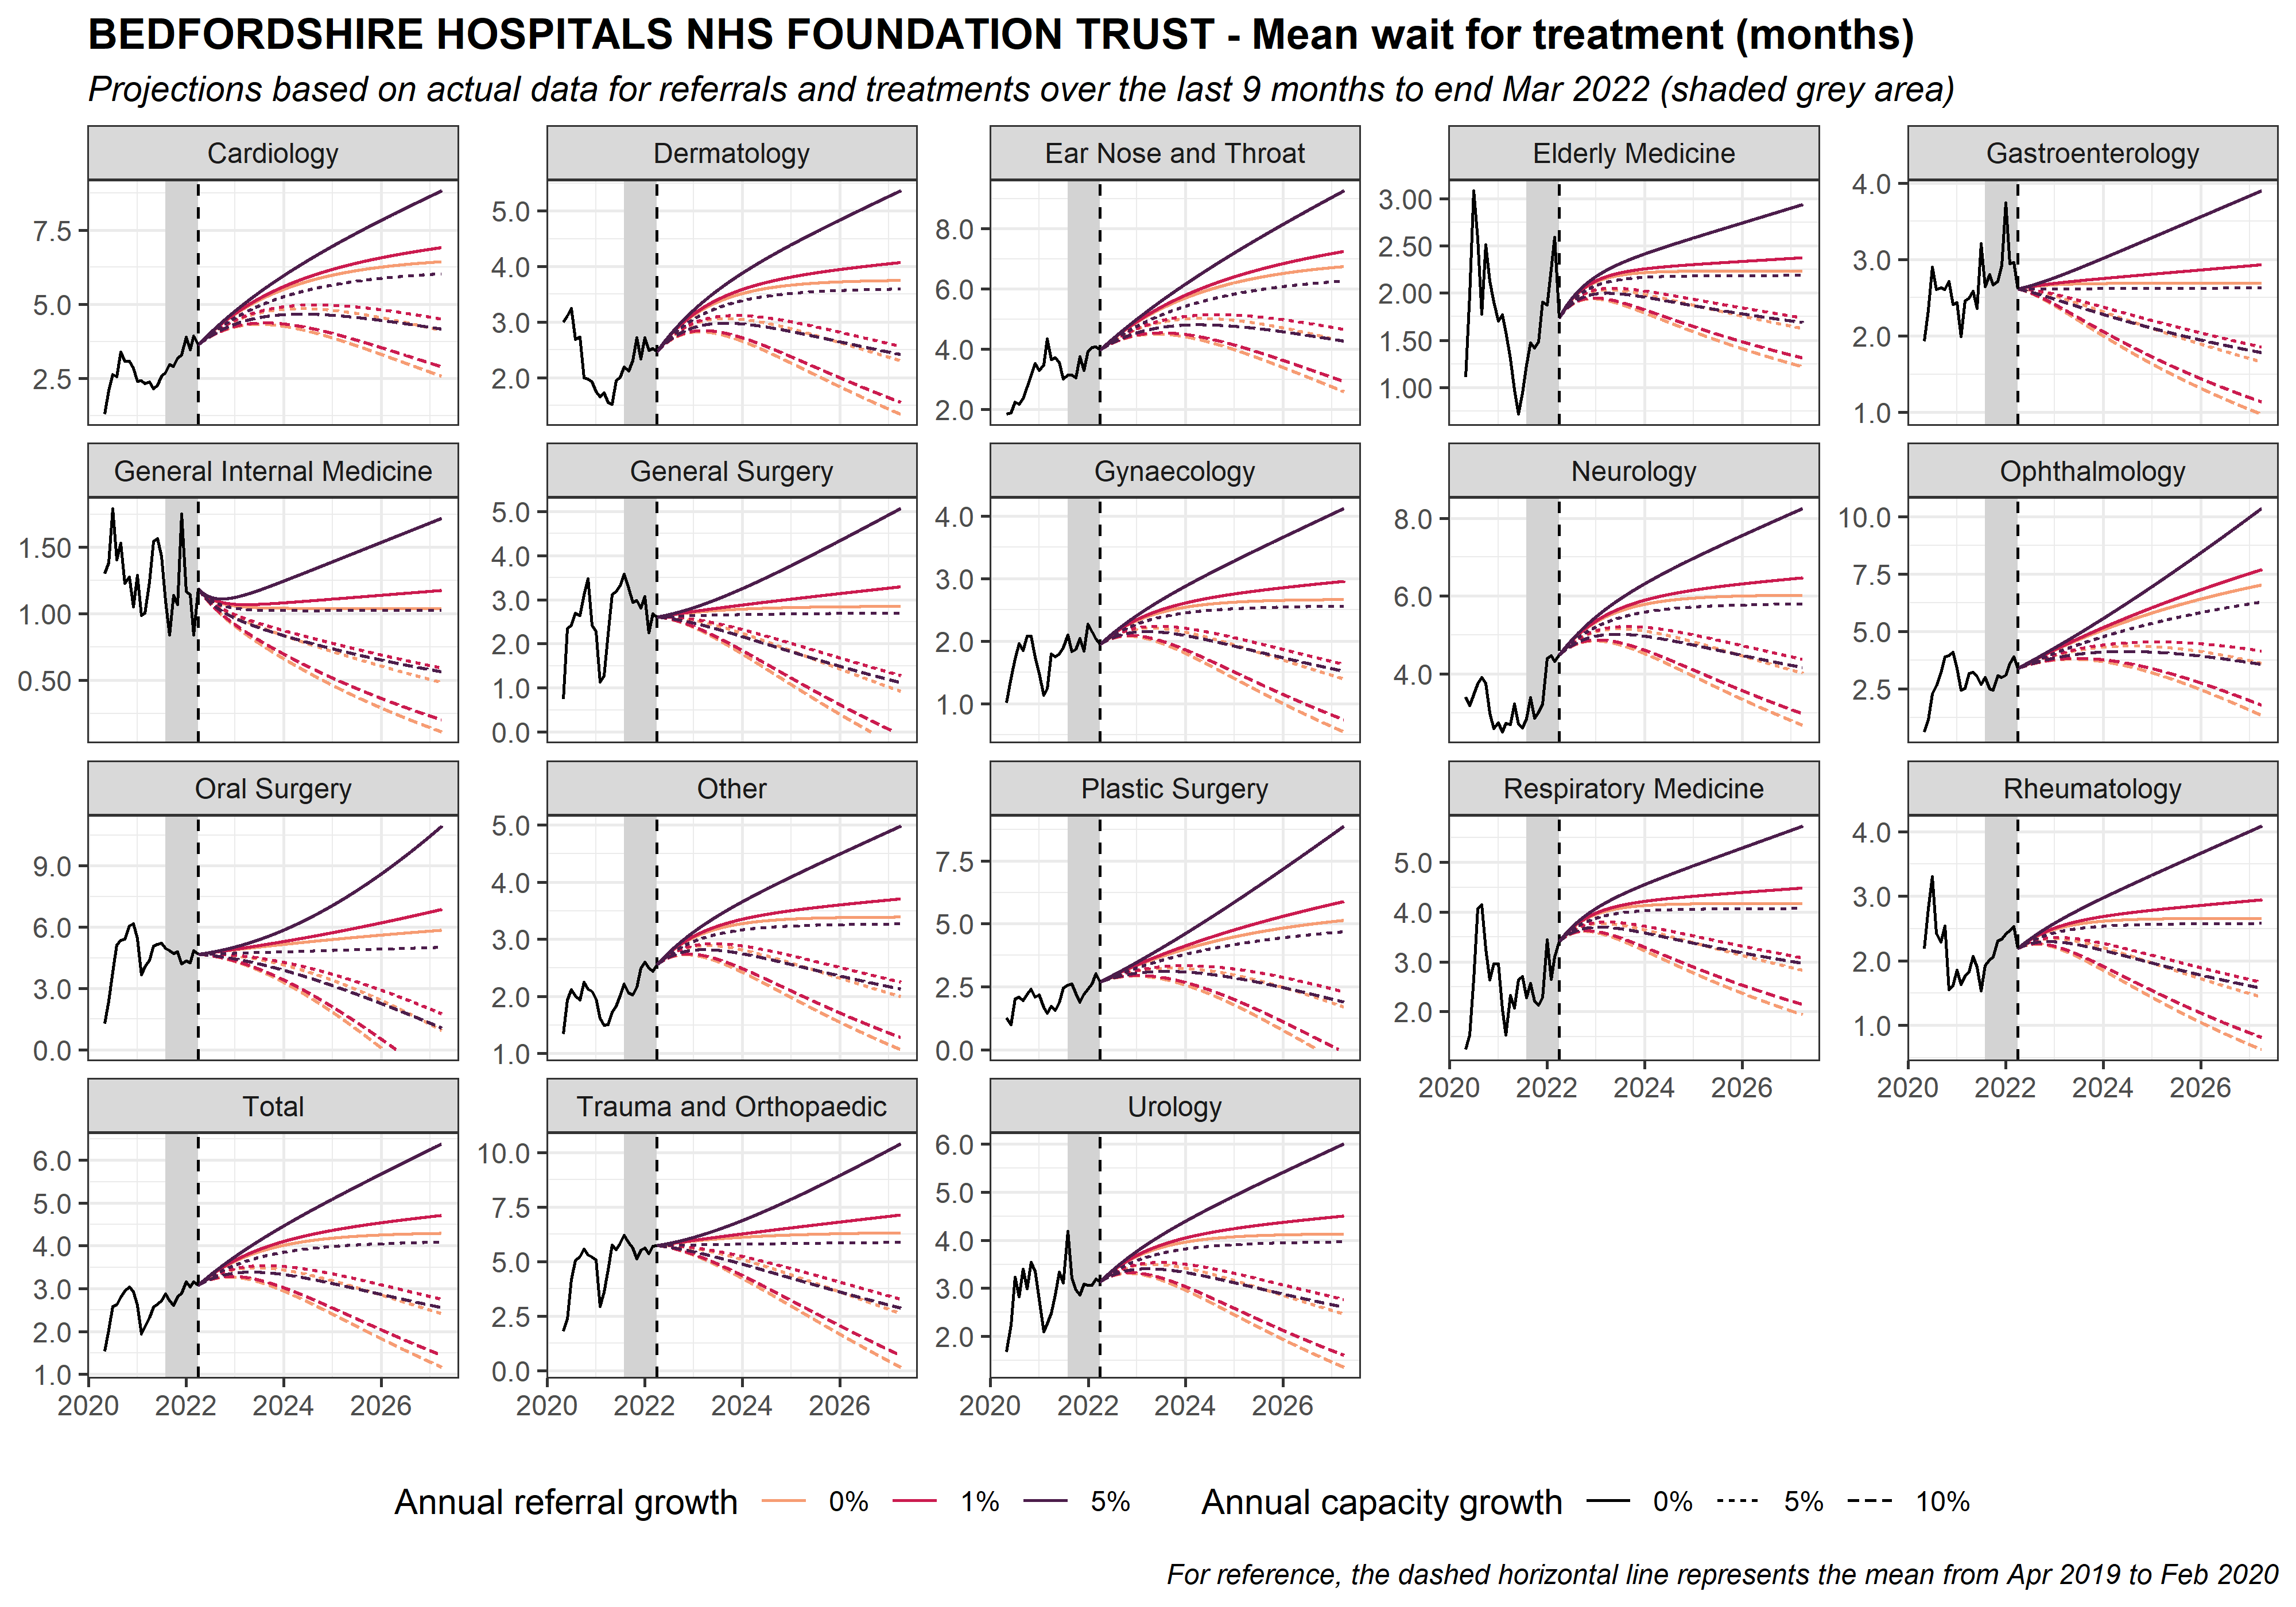 BEDFORDSHIRE HOSPITALS NHS FOUNDATION TRUST - Mean wait for treatment (months)
Projections based on actual data for referrals and treatments over the last 9 months to end Mar 2022 (shaded grey area)
Cardiology
7.5
5.0
2.5
Dermatology
5.0
4.0
3.0
2.0
Ear Nose and Throat
8.0
6.0
4.0
2.0
Elderly Medicine
3.00
2.50
2.00
1.50
1.00
Gastroenterology
4.0
3.0
2.0
1.0
General Internal Medicine
1.50
1.00
0.50
General Surgery
5.0
4.0
3.0
2.0
1.0
0.0
Gynaecology
4.0
3.0
2.0
1.0
Neurology
8.0
6.0
4.0
Ophthalmology
10.0
7.5
5.0
2.5
Oral Surgery
9.0
6.0
3.0
0.0
Other
5.0
4.0
3.0
2.0
1.0
Plastic Surgery
7.5
5.0
2.5
0.0
Respiratory Medicine
5.0
4.0
3.0
2.0
2020 2022 2024 2026
Rheumatology
4.0
3.0
2.0
1.0
2020 2022 2024 2026
Total
6.0
5.0
4.0
3.0
2.0
1.0
2020 2022 2024 2026
Trauma and Orthopaedic
10.0
7.5
5.0
2.5
0.0
2020 2022 2024 2026
Urology
6.0
5.0
4.0
3.0
2.0
2020 2022 2024 2026
Annual referral growth 0% 1% 5% Annual capacity growth 0% 5% 10%
For reference, the dashed horizontal line represents the mean from Apr 2019 to Feb 2020